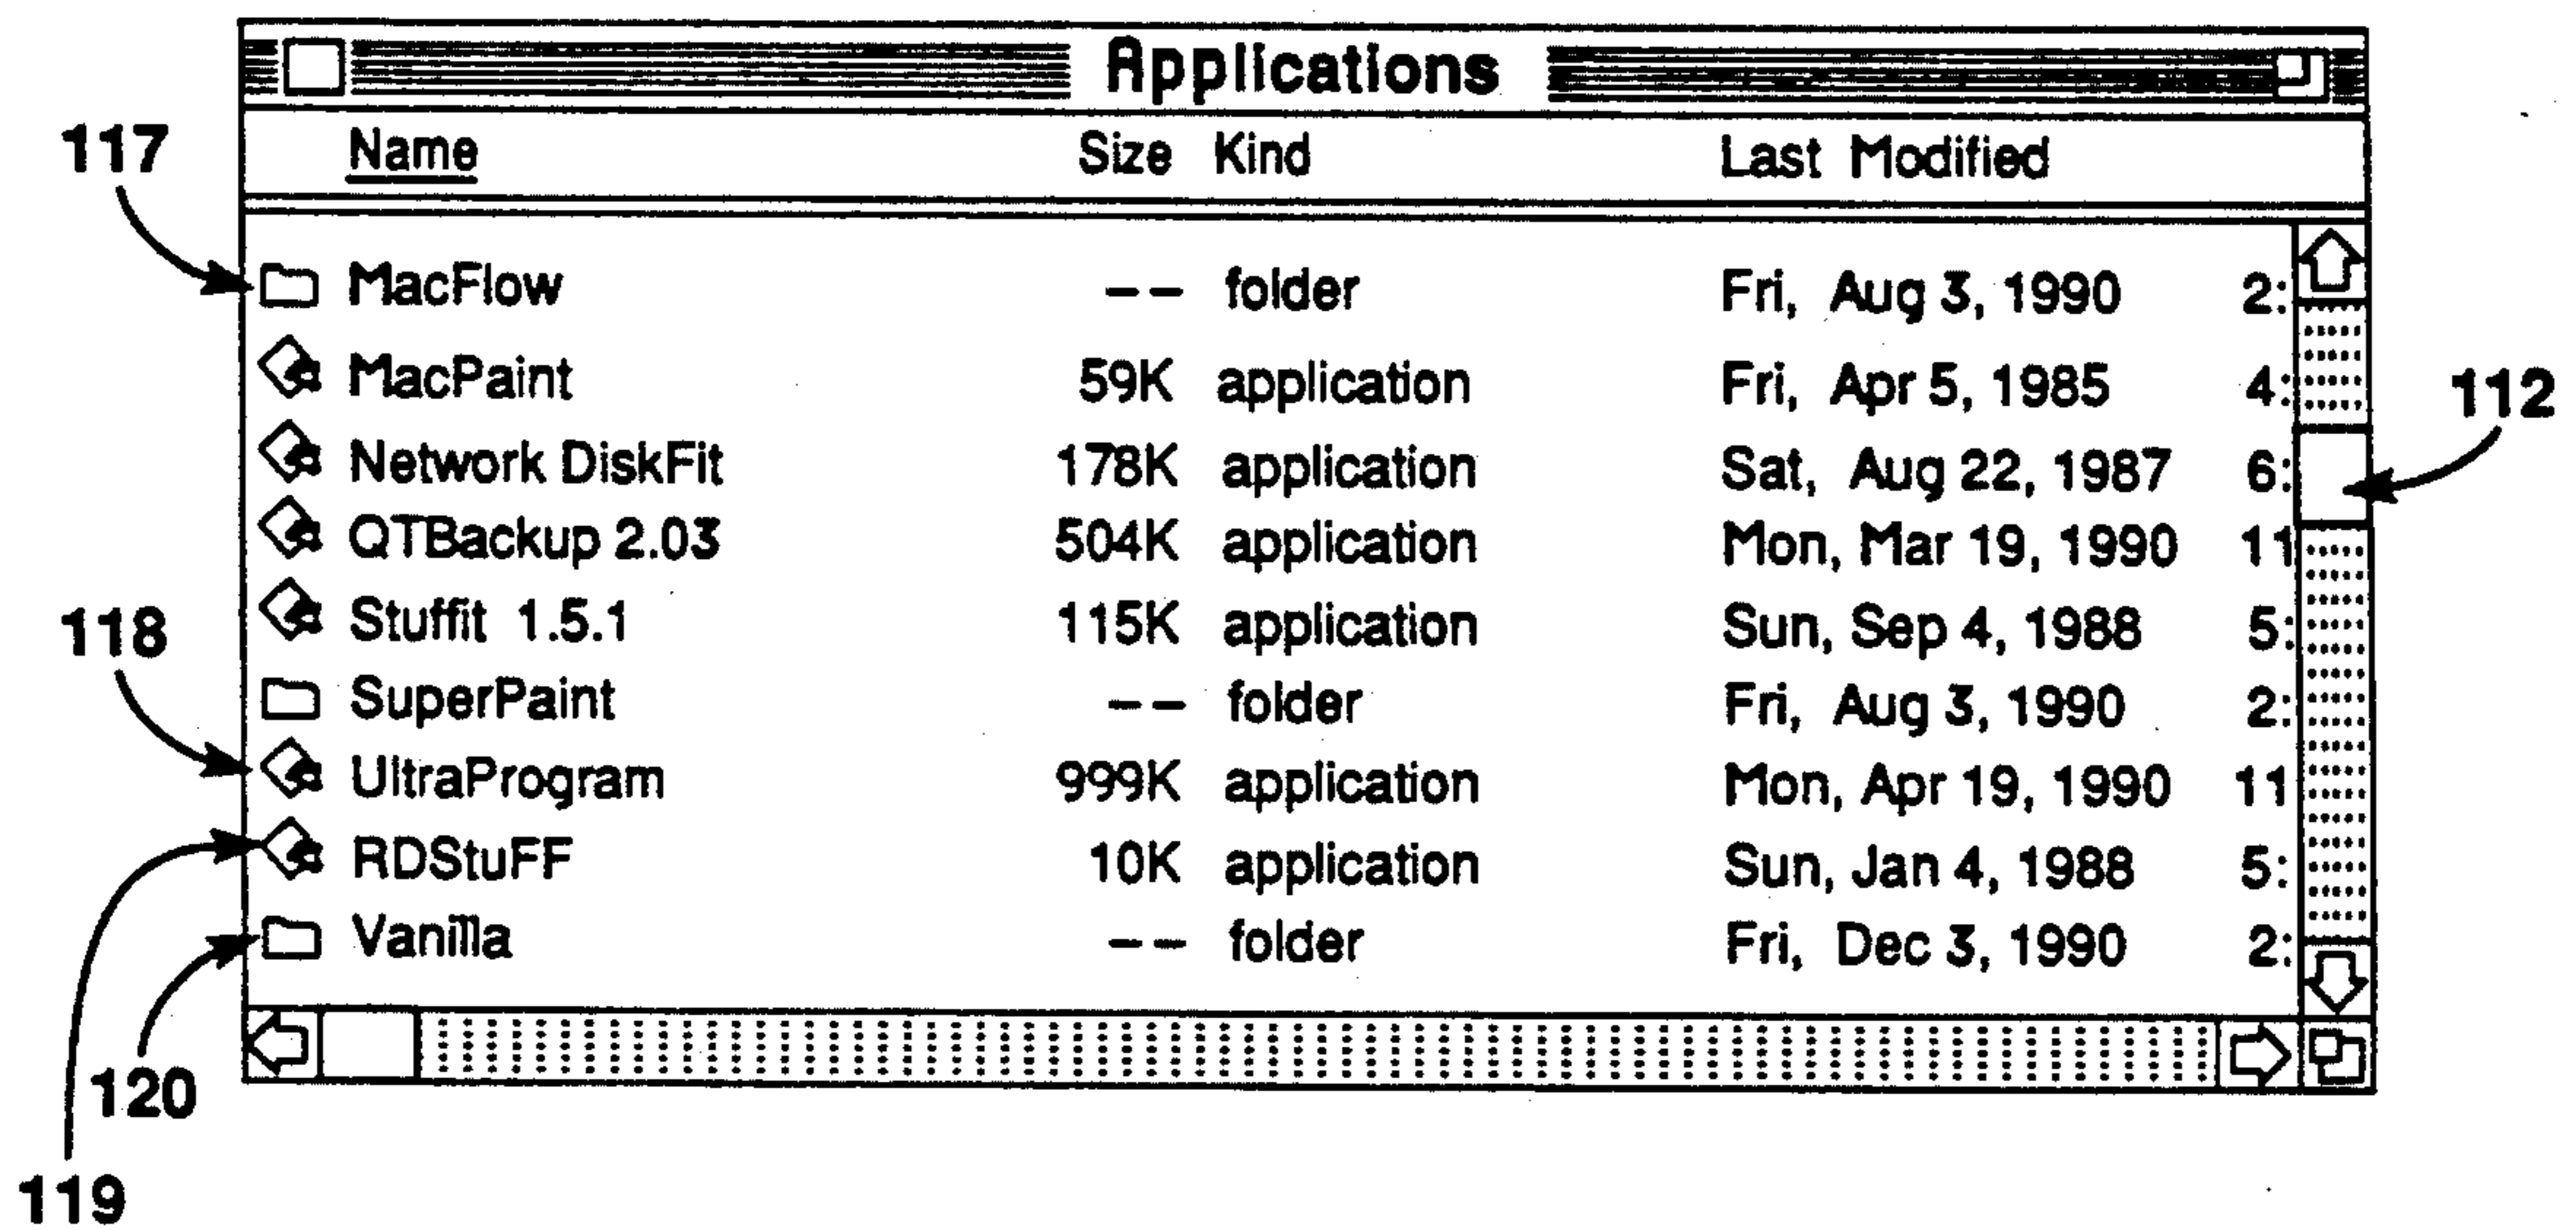 Applications
117 Name Size Kind Last Modified
MacFlow -- folder Fri, Aug 3, 1990 2:
MacPaint 59K application Fri, Apr 5, 1985 4:
112
Network DiskFit 178K application Sat, Aug 22, 1987 6:
QTBackup 2.03 504K application Mon, Mar 19, 1990 11
118 Stuffit 1.5.1 115K application Sun, Sep 4, 1988 5:
SuperPaint -- folder Fri, Aug 3, 1990 2:
UltraProgram 999K application Mon, Apr 19, 1990 11
RDStuFF 10K application Sun, Jan 4, 1988 5:
Vanilla -- folder Fri, Dec 3, 1990 2:
120
119